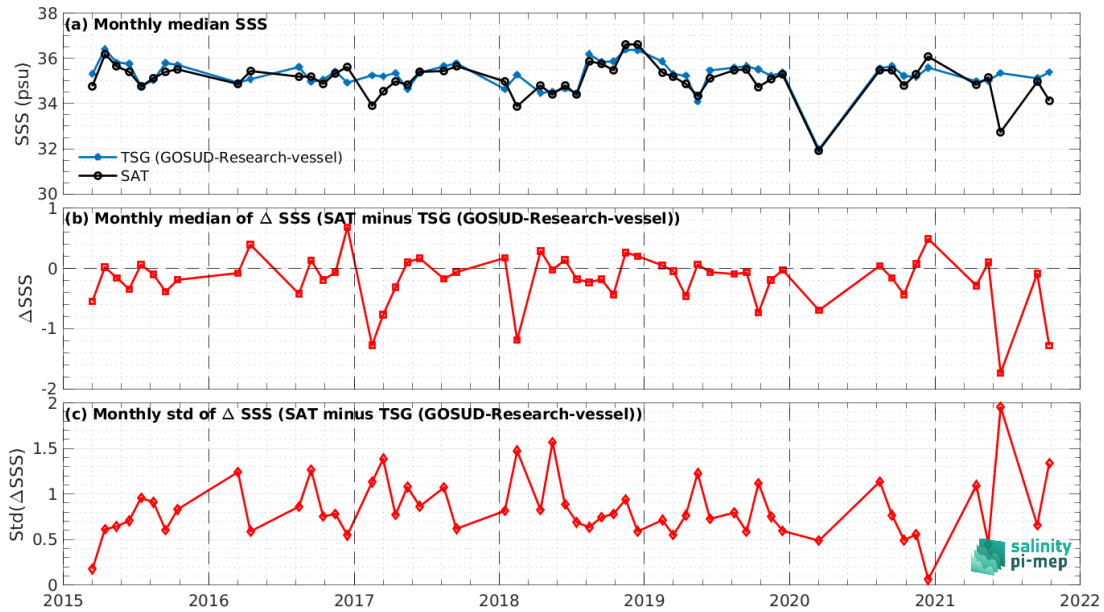 (a) Monthly median SSS
38
36
34
32
30
SSS (psu)
TSG (GOSUD-Research-vessel)
SAT
(b) Monthly median of Δ SSS (SAT minus TSG (GOSUD-Research-vessel))
1
0
-1
-2
ΔSSS
(c) Monthly std of Δ SSS (SAT minus TSG (GOSUD-Research-vessel))
2
1.5
1
0.5
0
Std(ΔSSS)
salinity
pi-mep
2015
2016
2017
2018
2019
2020
2021
2022